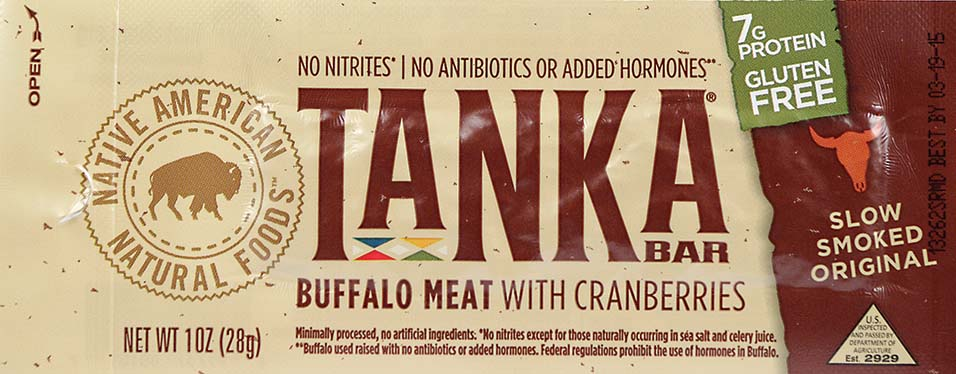 OPEN
NATIVE AMERICAN
NATURAL FOODS™
NO NITRITES* | NO ANTIBIOTICS OR ADDED HORMONES**
TANKA®
BAR
BUFFALO MEAT WITH CRANBERRIES
NET WT 1 OZ (28g)
Minimally processed, no artificial ingredients: *No nitrites except for those naturally occurring in sea salt and celery juice.
**Buffalo used raised with no antibiotics or added hormones. Federal regulations prohibit the use of hormones in Buffalo.
7G
PROTEIN
GLUTEN
FREE
SLOW
SMOKED
ORIGINAL
13262SRMD BEST BY 03-19-15
U.S.
INSPECTED
AND PASSED BY
DEPARTMENT OF
AGRICULTURE
Est. 2929